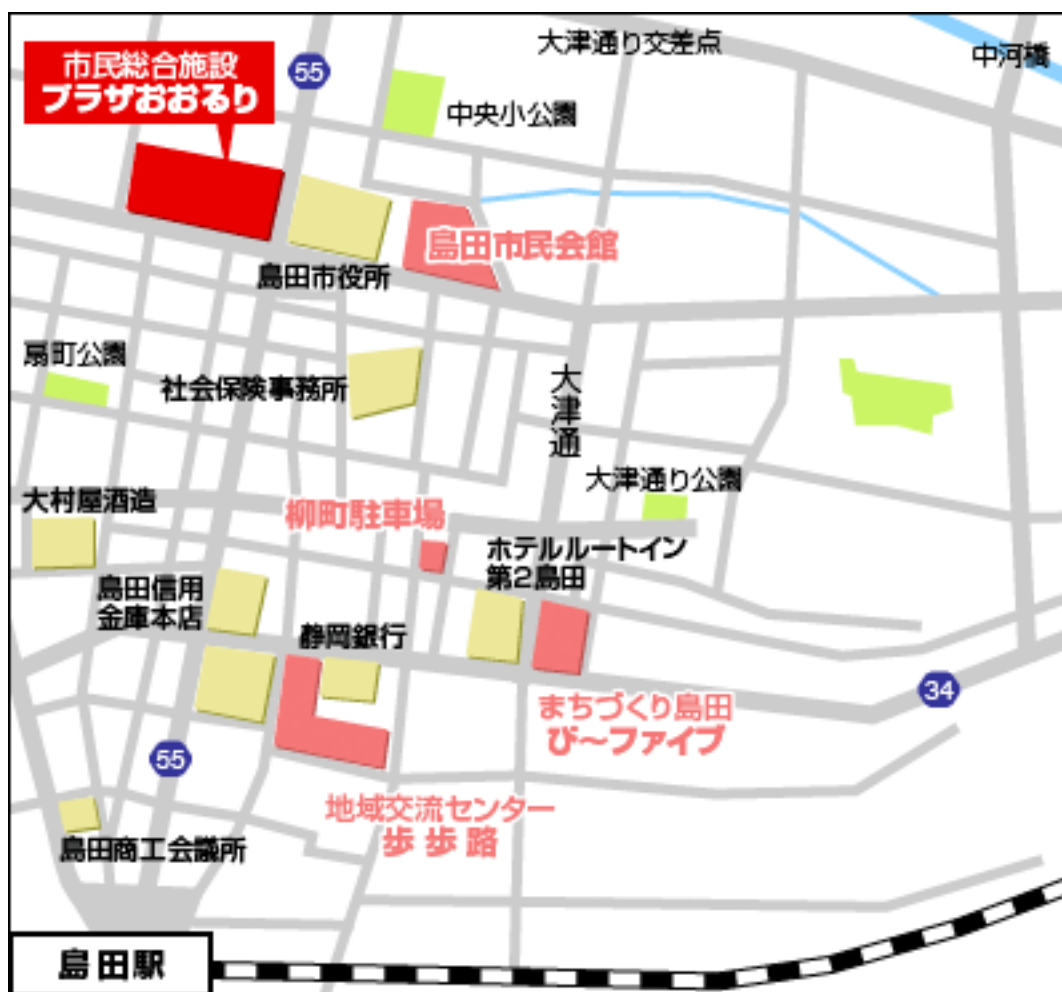 大津通り交差点
中河橋
市民総合施設
プラザおおるり
55
中央小公園
島田市民会館
島田市役所
扇町公園
社会保険事務所
大津通
大津通り公園
大村屋酒造
柳町駐車場
ホテルルートイン
第2島田
島田信用
金庫本店
静岡銀行
34
まちづくり島田
び〜ファイブ
55
地域交流センター
歩歩路
島田商工会議所
島田駅